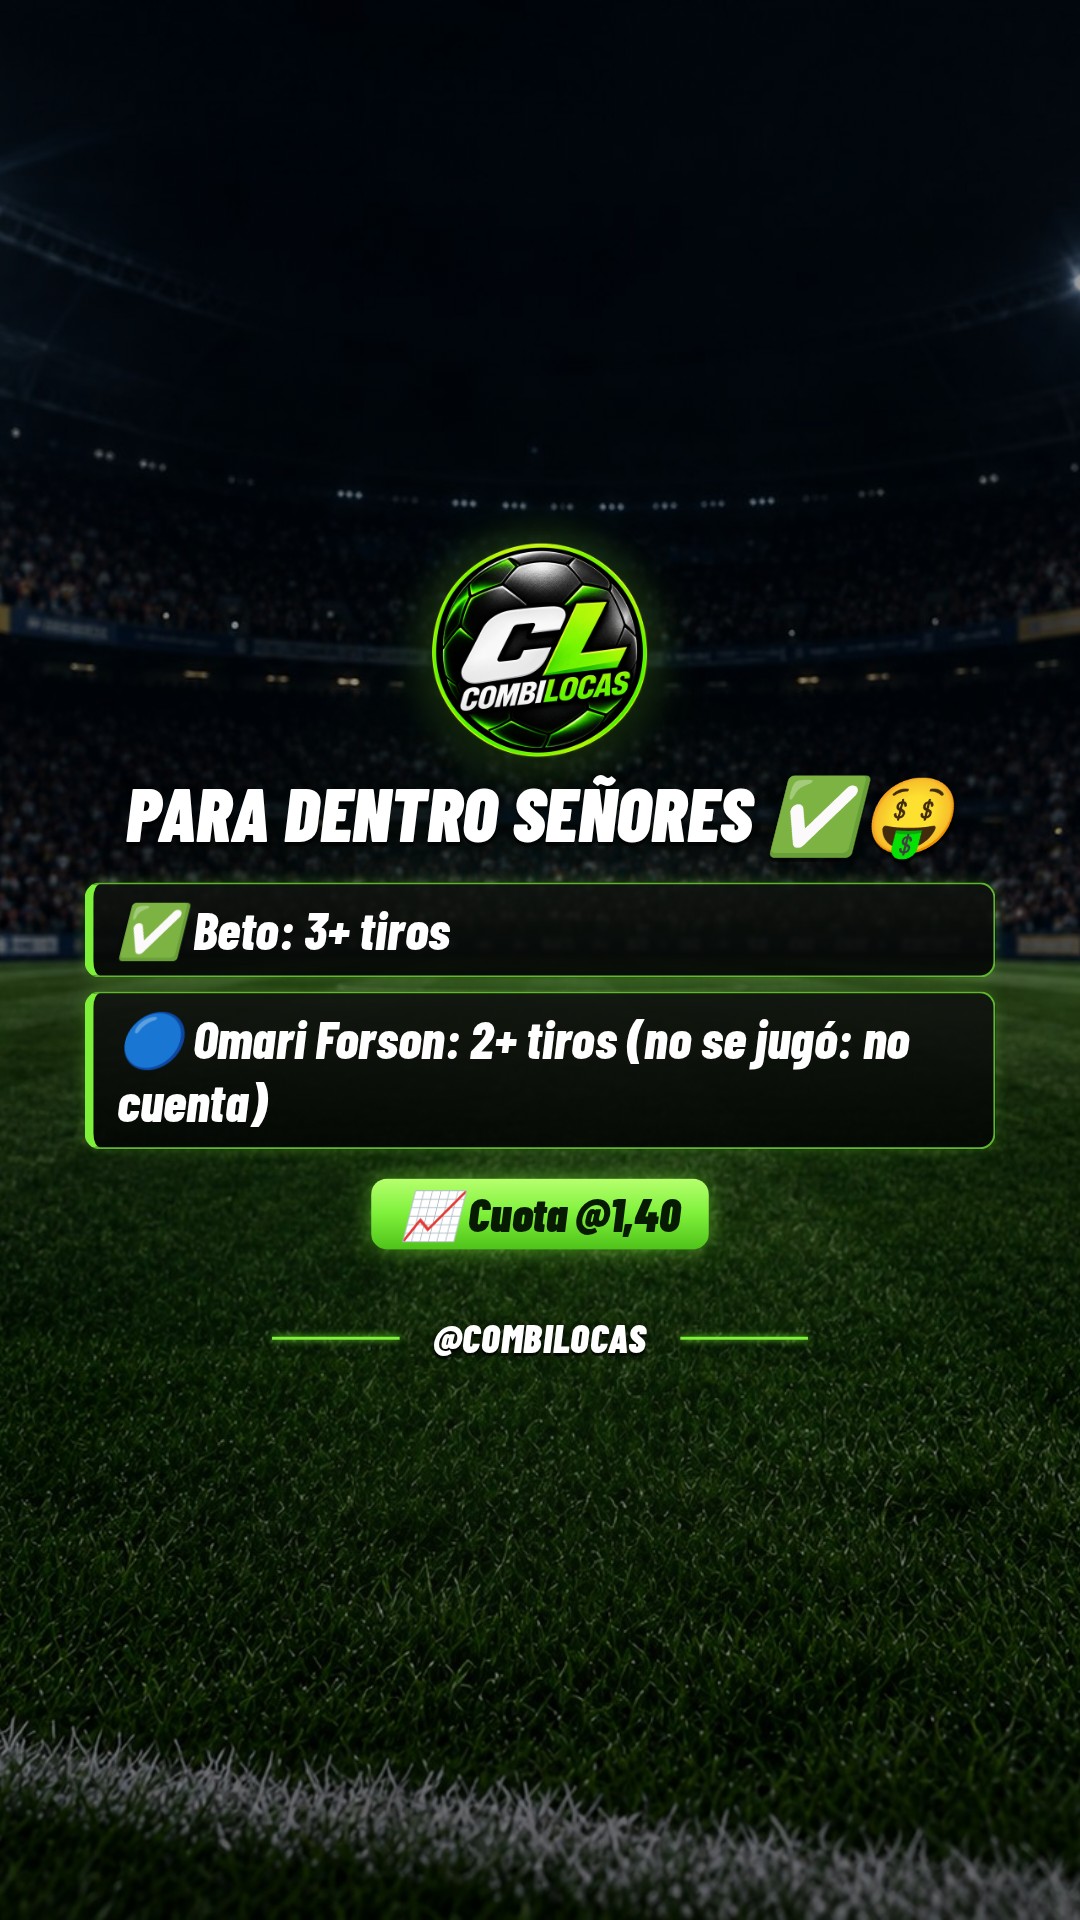 CL
COMBILOCAS
PARA DENTRO SEÑORES ✅🤑
✅ Beto: 3+ tiros
🔵 Omari Forson: 2+ tiros (no se jugó: no
cuenta)
📈 Cuota @1,40
@COMBILOCAS